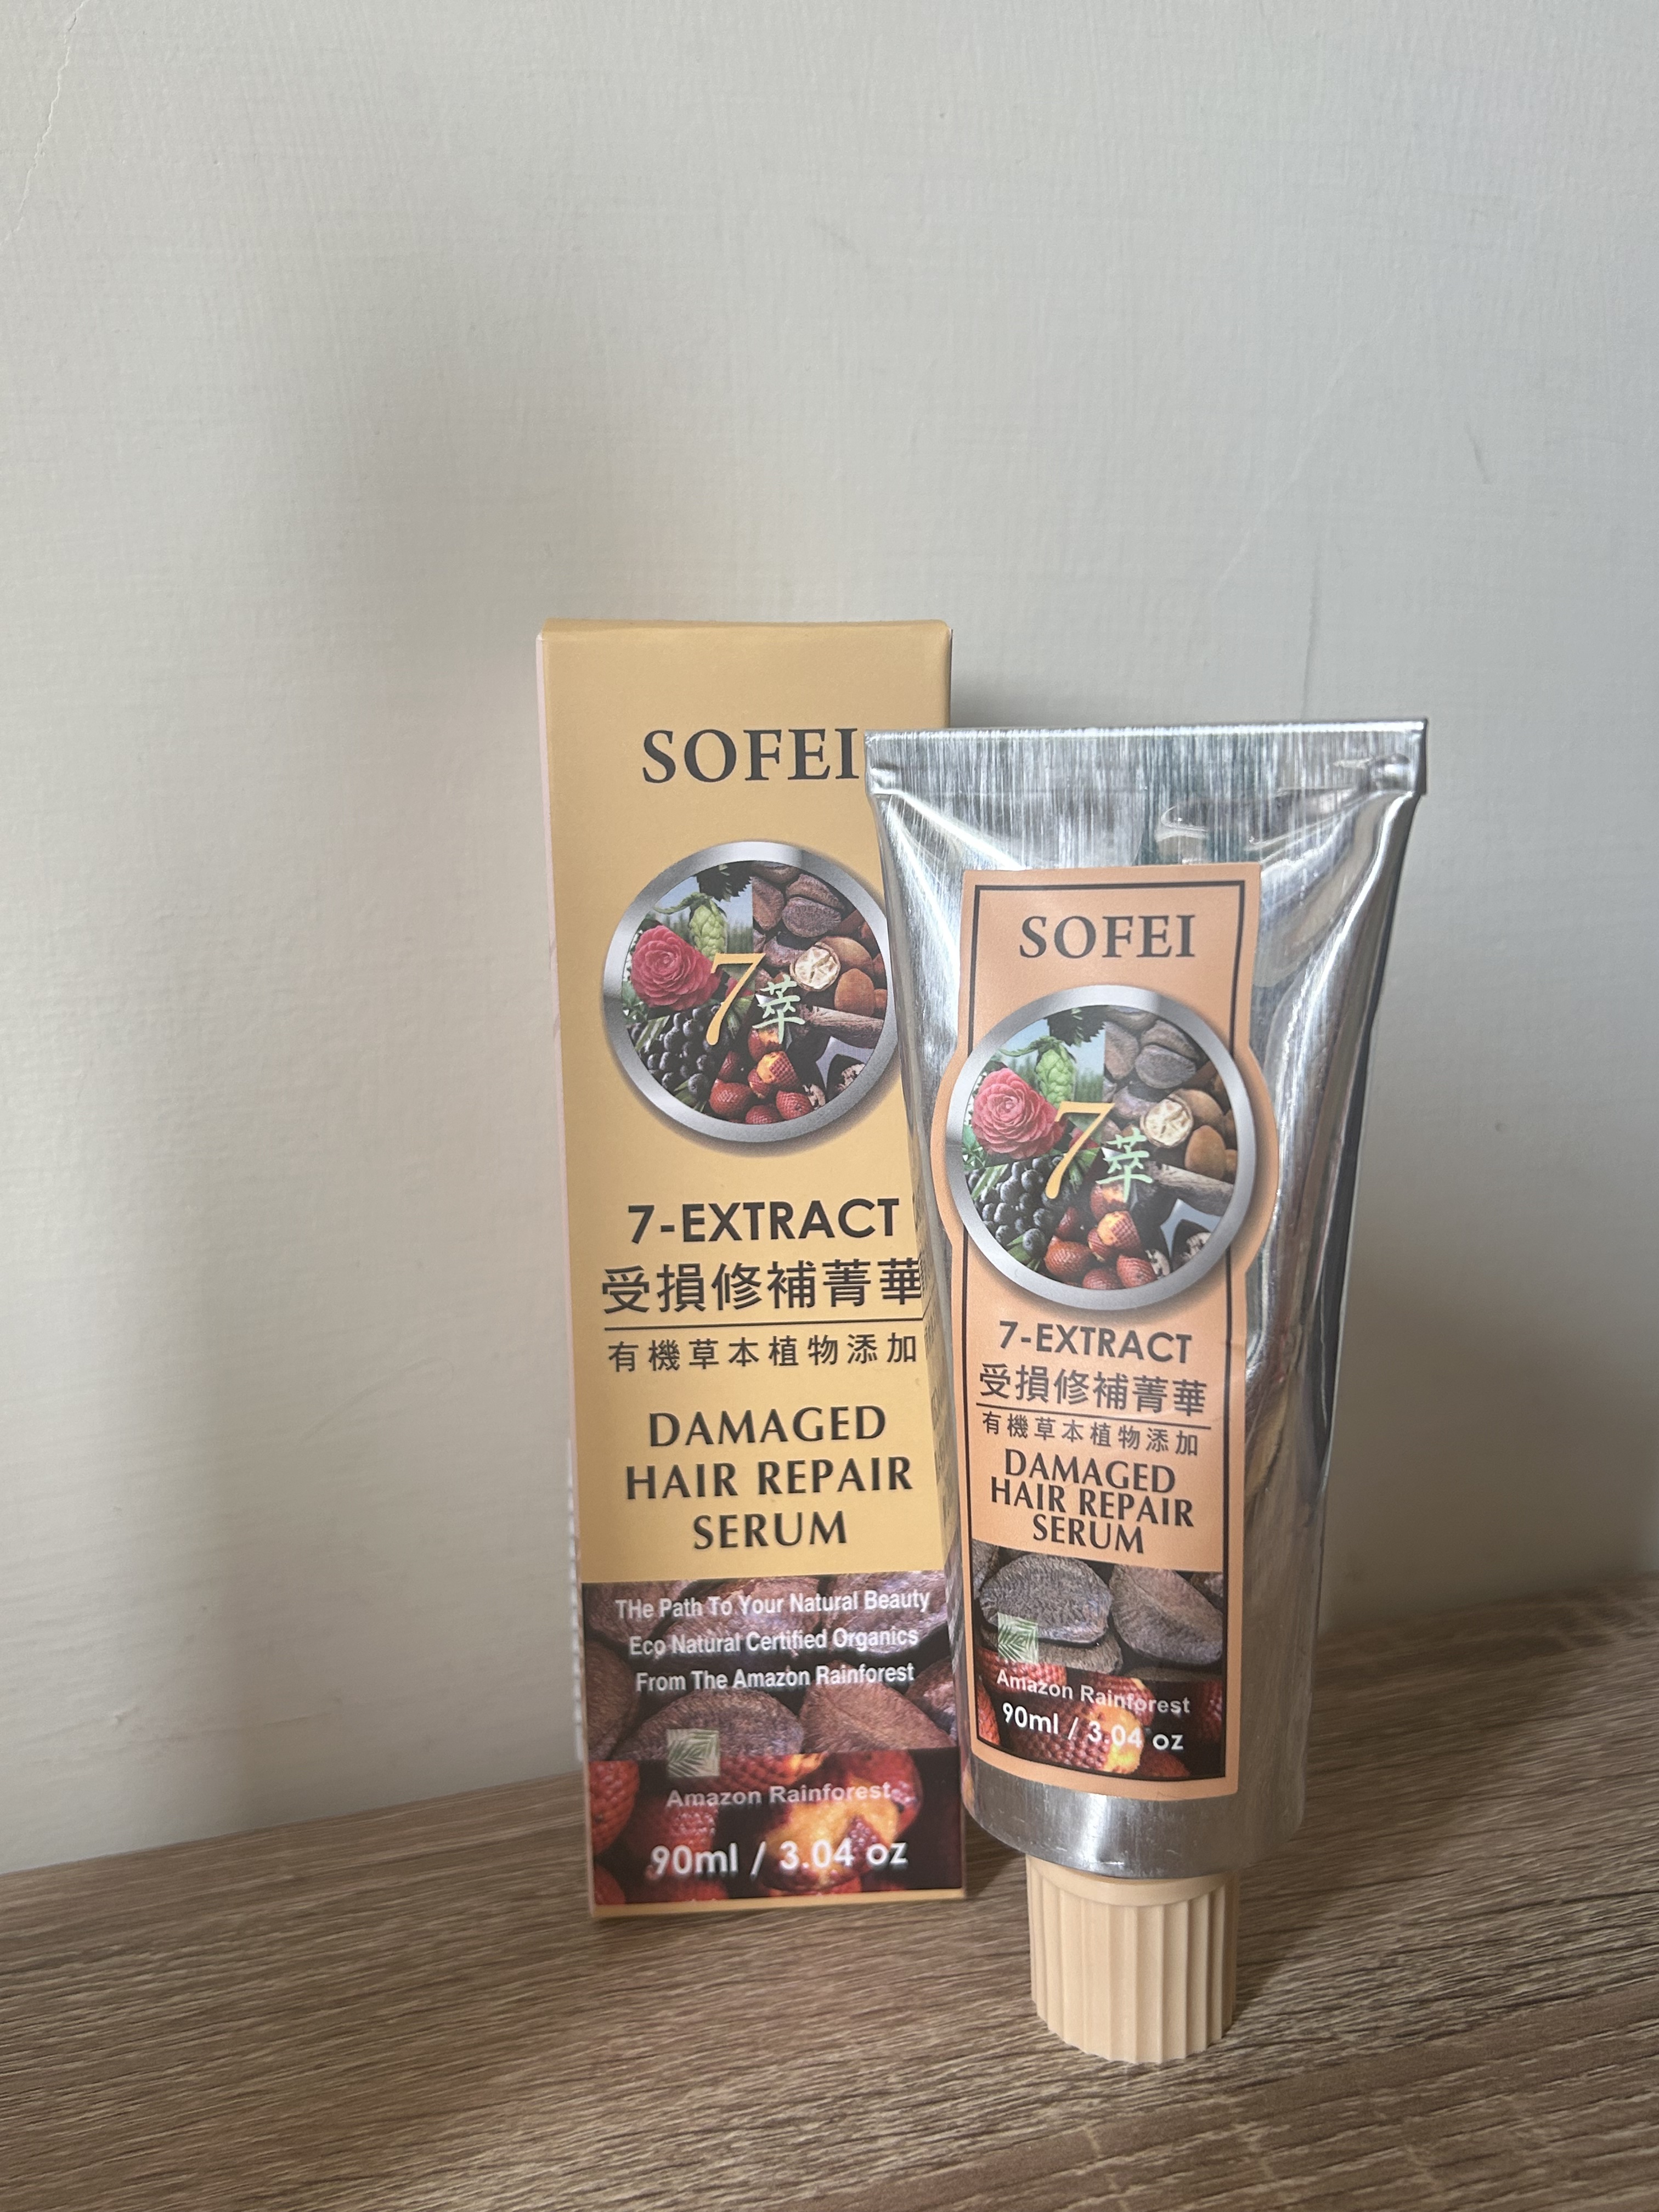 SOFEI
7萃
7-EXTRACT
受損修補菁華
有機草本植物添加
DAMAGED
HAIR REPAIR
SERUM
THe Path To Your Natural Beauty
Eco Natural Certified Organics
From The Amazon Rainforest
Amazon Rainforest
90ml / 3.04 oz
SOFEI
7萃
7-EXTRACT
受損修補菁華
有機草本植物添加
DAMAGED
HAIR REPAIR
SERUM
Amazon Rainforest
90ml / 3.04 oz